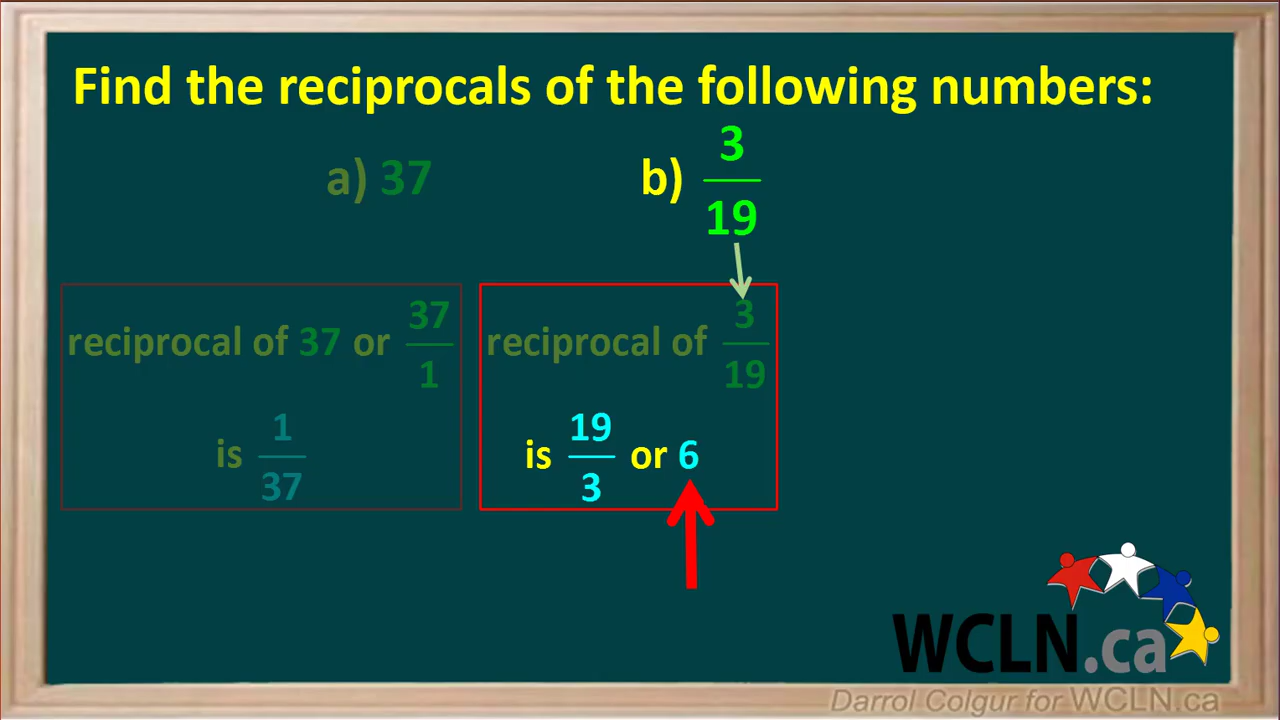 Find the reciprocals of the following numbers:
a) 37
b) 3/19
reciprocal of 37 or 37/1
is 1/37
reciprocal of 3/19
is 19/3 or 6
WCLN.ca
Darrol Colgur for WCLN.ca